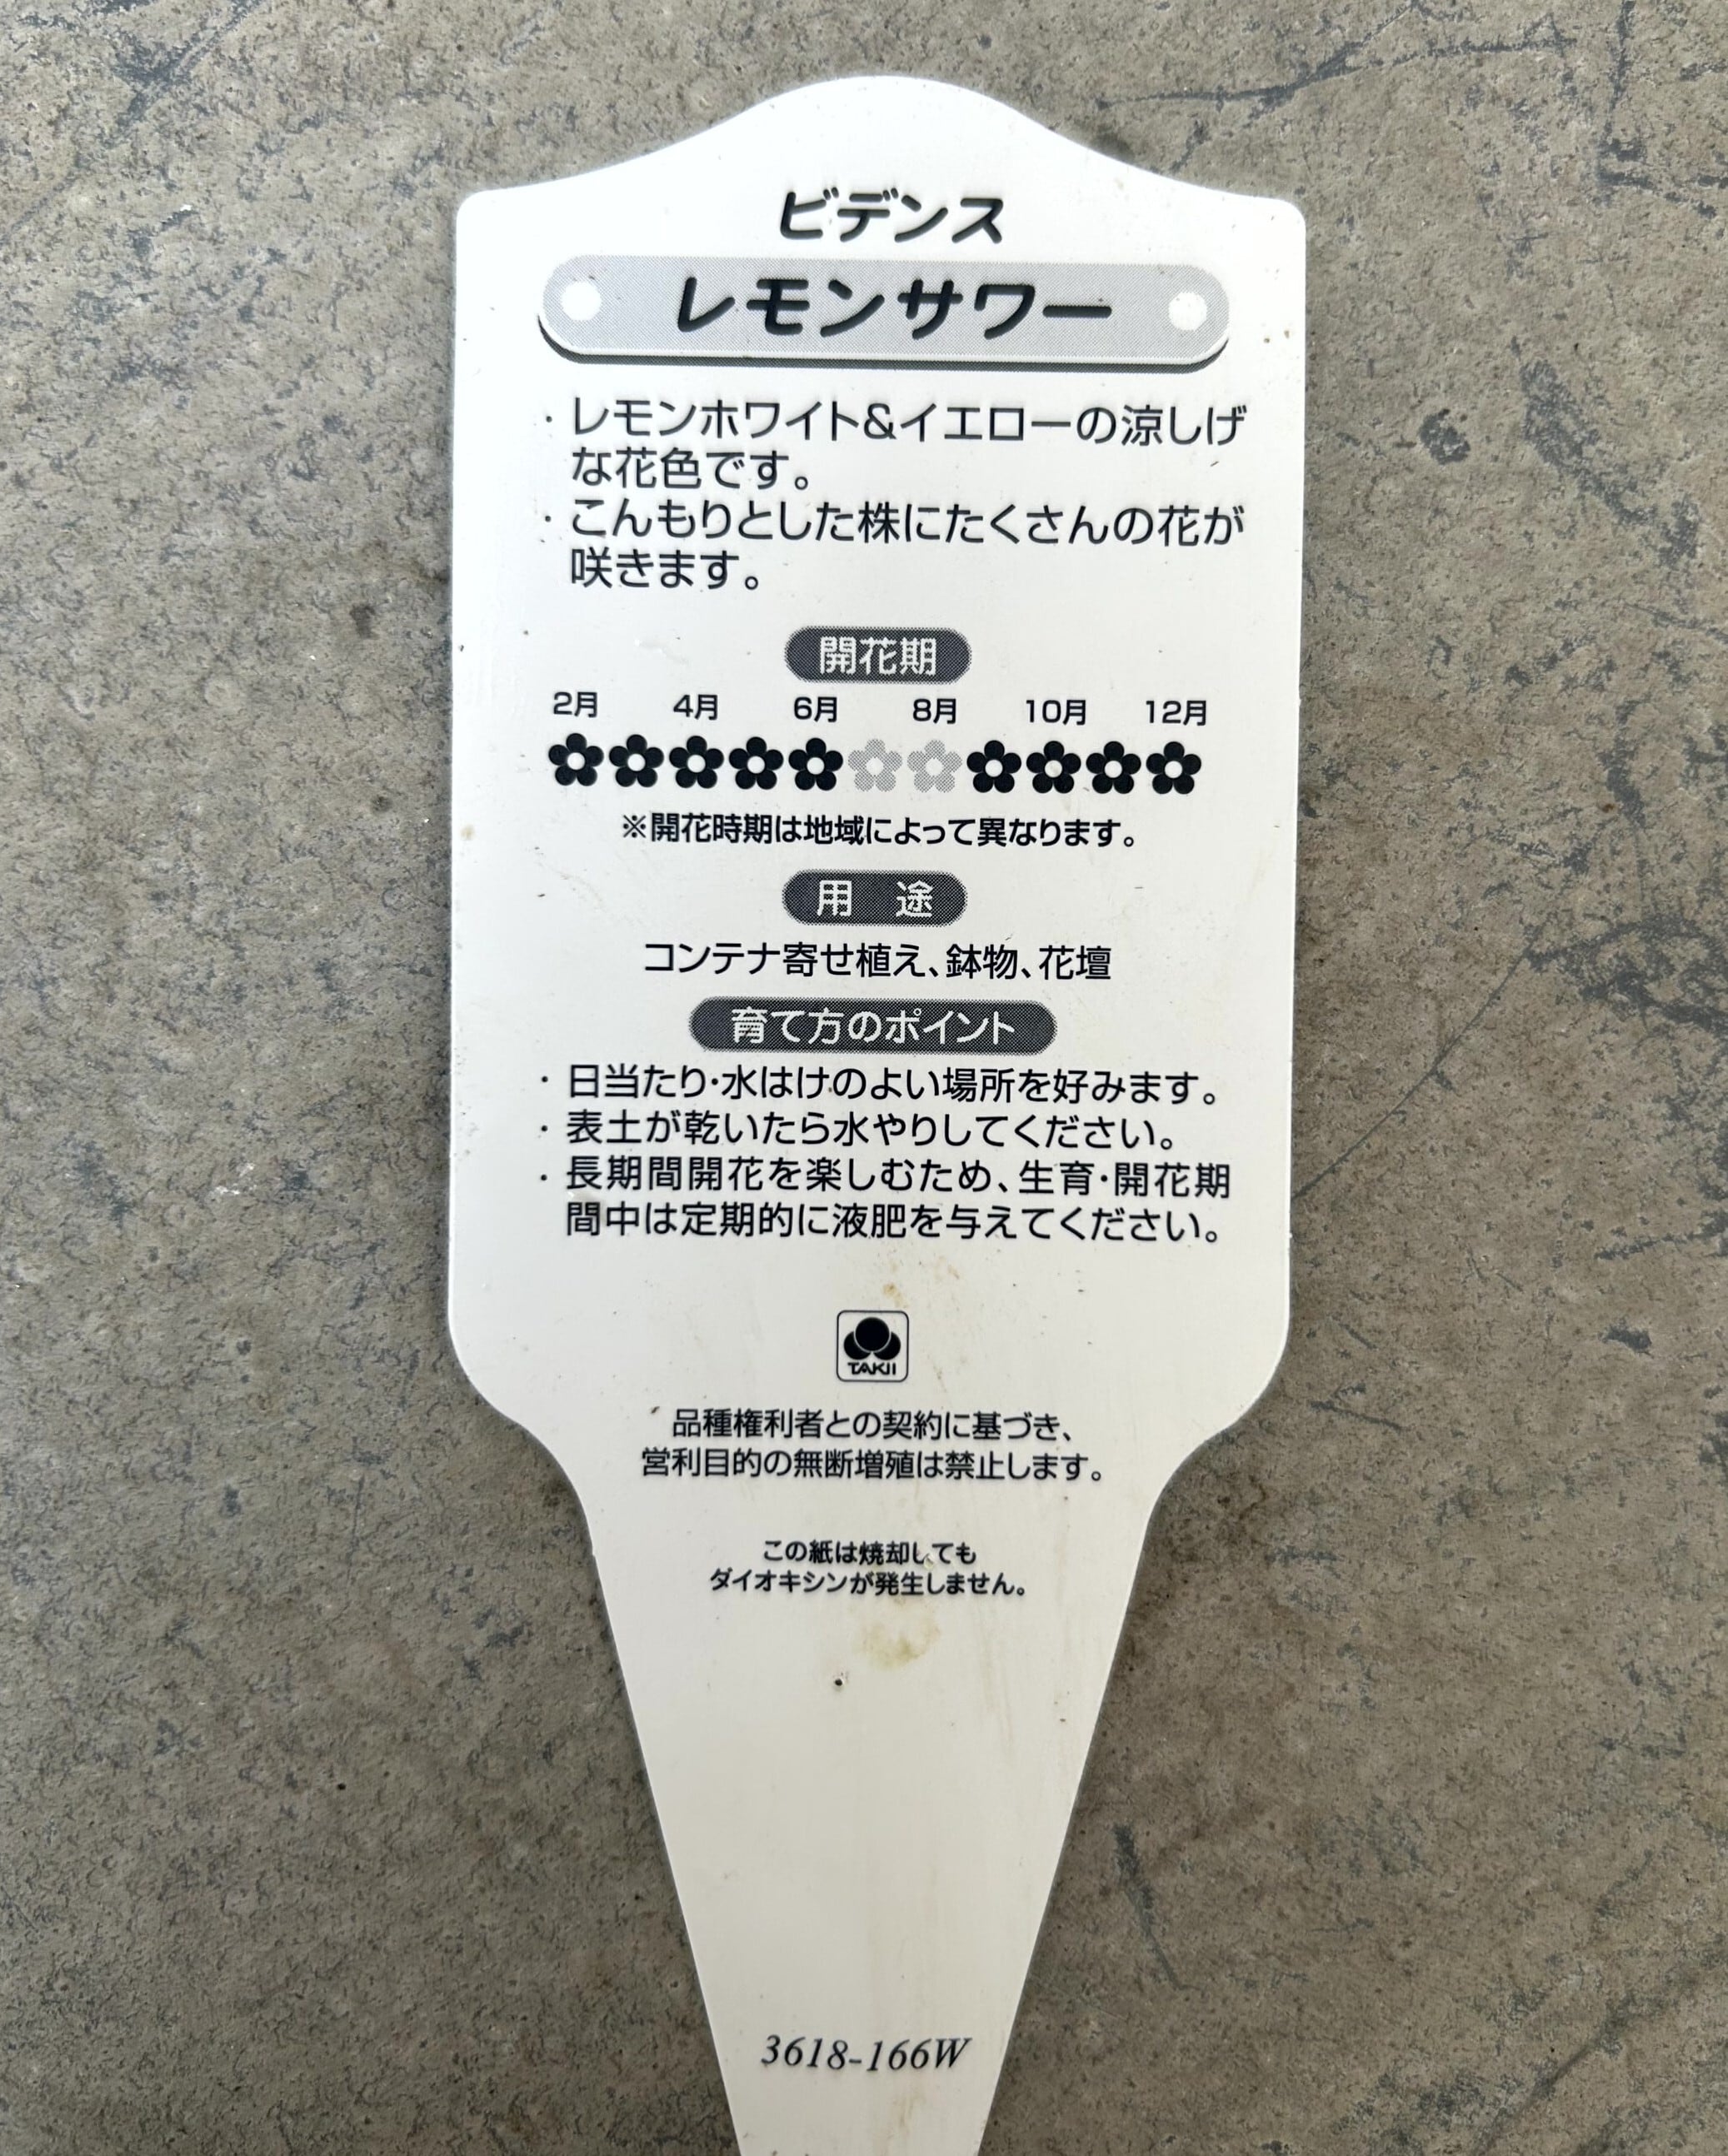 ビデンス
レモンサワー
・レモンホワイト&イエローの涼しげ
な花色です。
・こんもりとした株にたくさんの花が
咲きます。
開花期
2月 4月 6月 8月 10月 12月
※開花時期は地域によって異なります。
用 途
コンテナ寄せ植え、鉢物、花壇
育て方のポイント
・日当たり・水はけのよい場所を好みます。
・表土が乾いたら水やりしてください。
・長期間開花を楽しむため、生育・開花期
間中は定期的に液肥を与えてください。
TAKII
品種権利者との契約に基づき、
営利目的の無断増殖は禁止します。
この紙は焼却しても
ダイオキシンが発生しません。
3618-166W